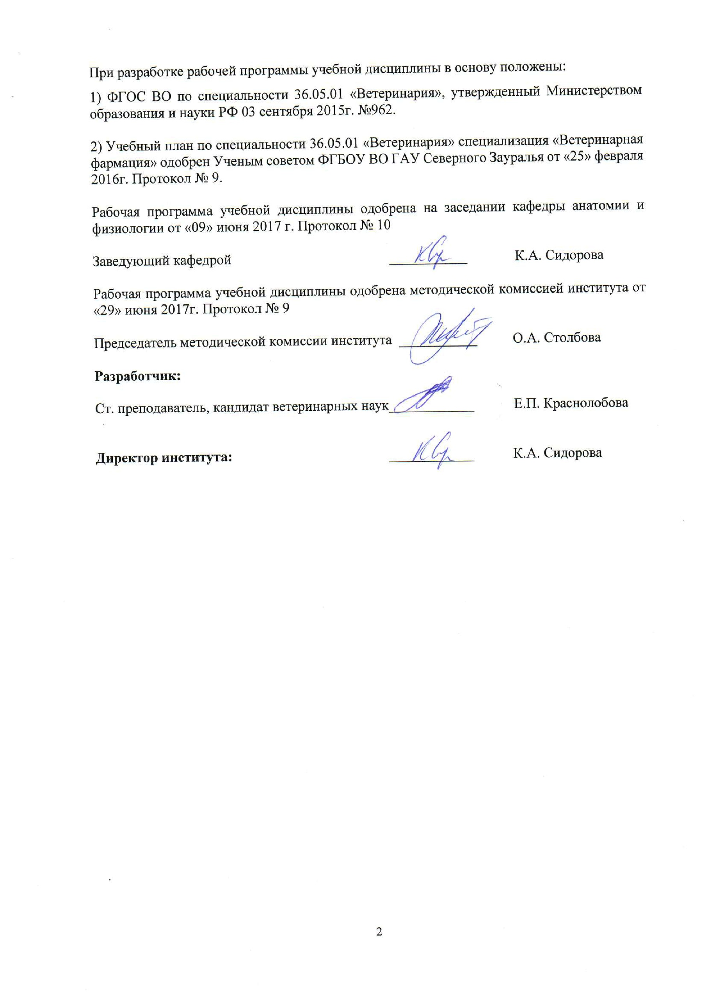 При разработке рабочей программы учебной дисциплины в основу положены:
1) ФГОС ВО по специальности 36.05.01 «Ветеринария», утвержденный Министерством
образования и науки РФ 03 сентября 2015г. №962.
2) Учебный план по специальности 36.05.01 «Ветеринария» специализация «Ветеринарная
фармация» одобрен Ученым советом ФГБОУ ВО ГАУ Северного Зауралья от «25» февраля
2016г. Протокол № 9.
Рабочая программа учебной дисциплины одобрена на заседании кафедры анатомии и
физиологии от «09» июня 2017 г. Протокол № 10
Заведующий кафедрой К.А. Сидорова
Рабочая программа учебной дисциплины одобрена методической комиссией института от
«29» июня 2017г. Протокол № 9
Председатель методической комиссии института О.А. Столбова
Разработчик:
Ст. преподаватель, кандидат ветеринарных наук Е.П. Краснолобова
Директор института: К.А. Сидорова
2